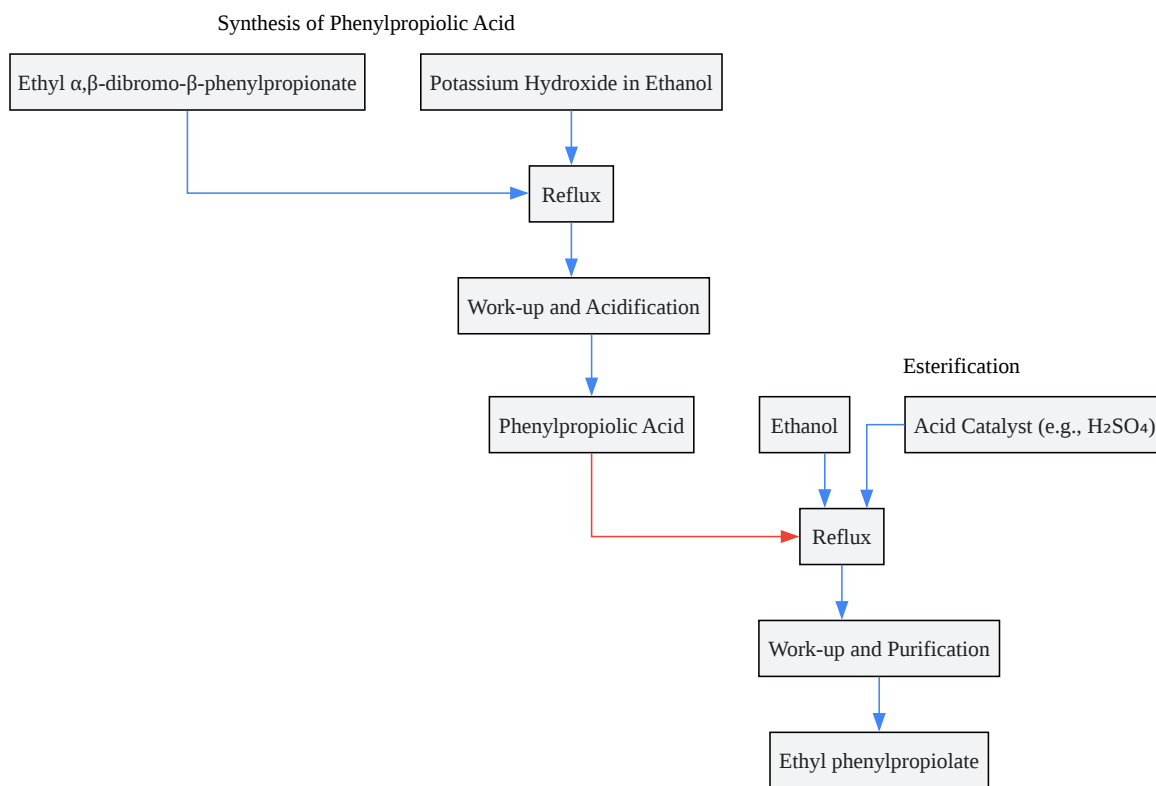 Synthesis of Phenylpropiolic Acid
Ethyl α,β-dibromo-β-phenylpropionate
Potassium Hydroxide in Ethanol
Reflux
Work-up and Acidification
Phenylpropiolic Acid
Esterification
Ethanol
Acid Catalyst (e.g., H₂SO₄)
Reflux
Work-up and Purification
Ethyl phenylpropiolate